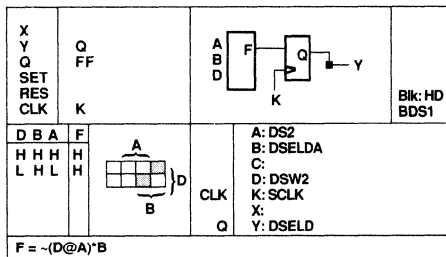 X
Y Q
Q FF
SET
RES
CLK K
A
B
D
F
Q
Y
K
Blk: HD
BDS1
D B A F
H H H H
L H L H
A
D
B
CLK
Q
A: DS2
B: DSELDA
C:
D: DSW2
K: SCLK
X:
Y: DSELD
F = ~(D@A)*B